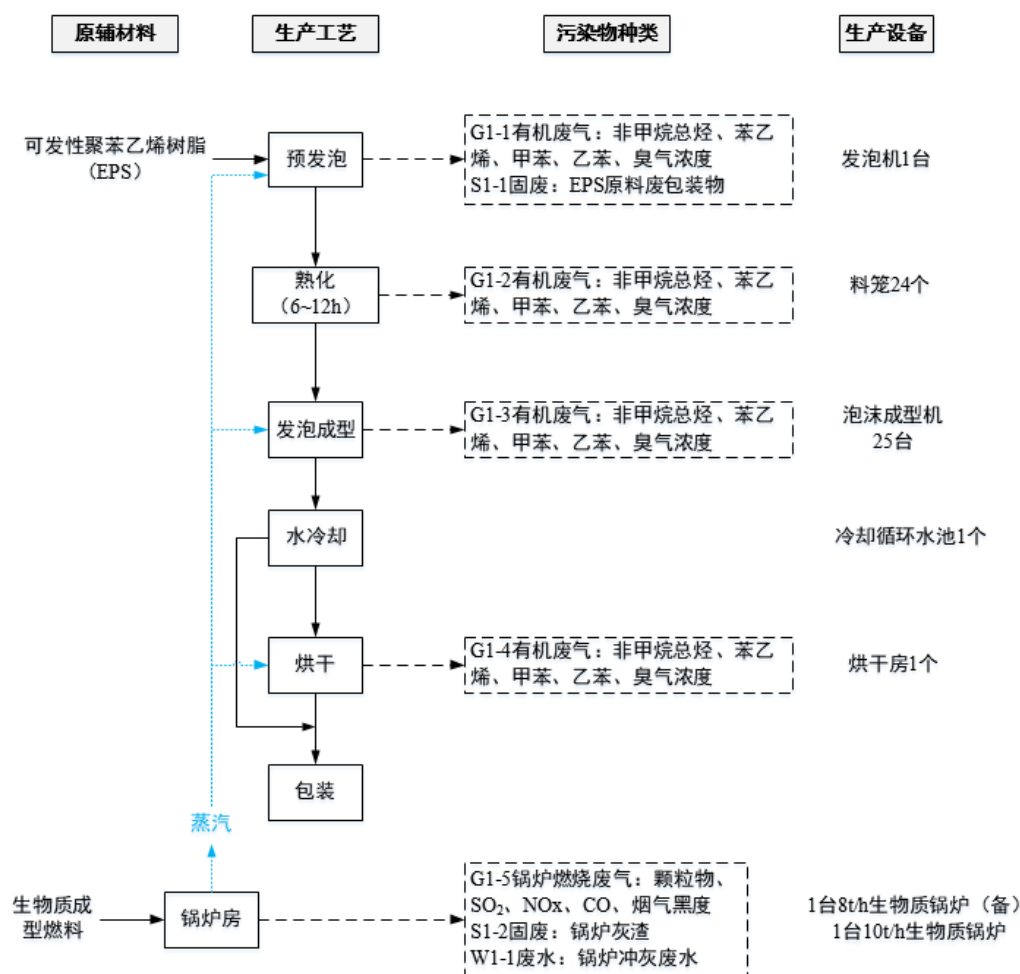 原辅材料
生产工艺
污染物种类
生产设备
可发性聚苯乙烯树脂
（EPS）
预发泡
G1-1有机废气：非甲烷总烃、苯乙
烯、甲苯、乙苯、臭气浓度
S1-1固废：EPS原料废包装物
发泡机1台
熟化
（6~12h）
G1-2有机废气：非甲烷总烃、苯乙
烯、甲苯、乙苯、臭气浓度
料笼24个
发泡成型
G1-3有机废气：非甲烷总烃、苯乙
烯、甲苯、乙苯、臭气浓度
泡沫成型机
25台
水冷却
冷却循环水池1个
烘干
G1-4有机废气：非甲烷总烃、苯乙
烯、甲苯、乙苯、臭气浓度
烘干房1个
包装
蒸汽
生物质成
型燃料
锅炉房
G1-5锅炉燃烧废气：颗粒物、
SO₂、NOx、CO、烟气黑度
S1-2固废：锅炉灰渣
W1-1废水：锅炉冲灰废水
1台8t/h生物质锅炉（备）
1台10t/h生物质锅炉